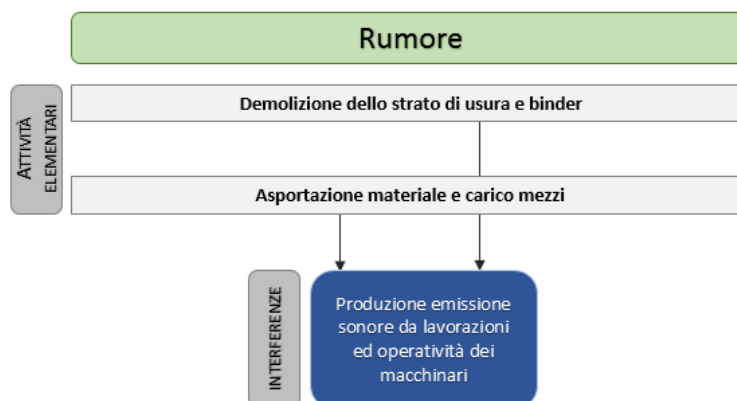 Rumore
ATTIVITÀ
ELEMENTARI
Demolizione dello strato di usura e binder
Asportazione materiale e carico mezzi
INTERFERENZE
Produzione emissione
sonore da lavorazioni
ed operatività dei
macchinari